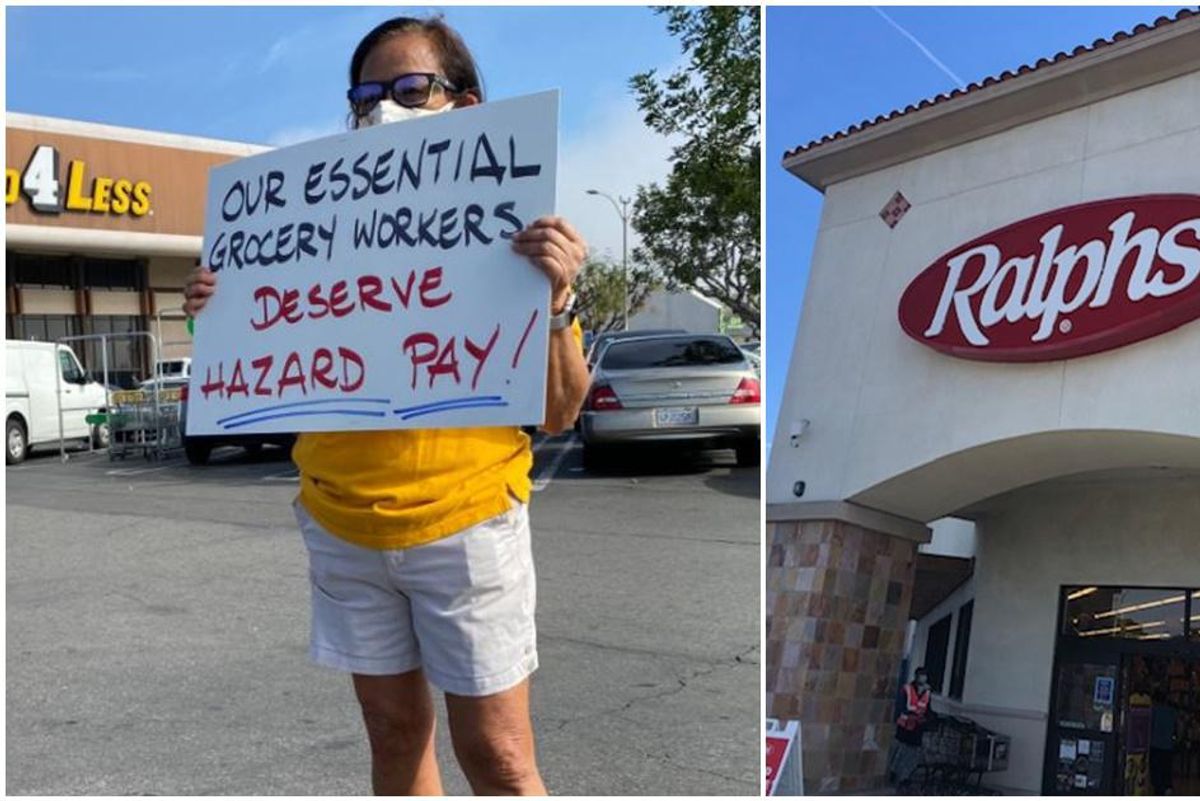 4 LESS
OUR ESSENTIAL
GROCERY WORKERS
DESERVE
HAZARD PAY!
Ralphs